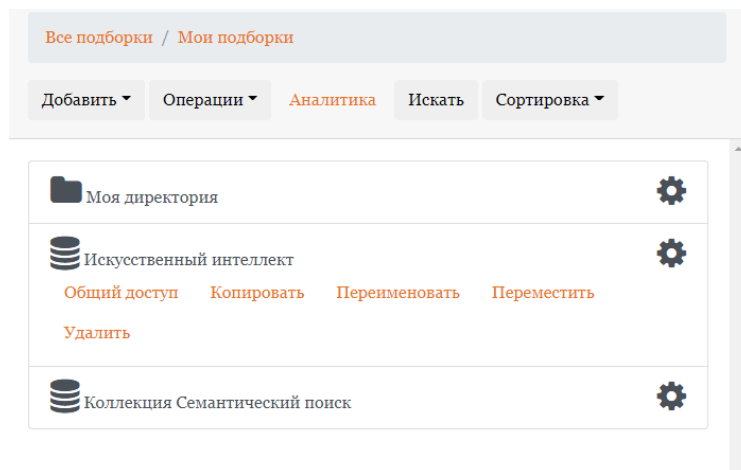 Все подборки / Мои подборки
Добавить Операции Аналитика Искать Сортировка
Моя директория
Искусственный интеллект
Общий доступ Копировать Переименовать Переместить
Удалить
Коллекция Семантический поиск